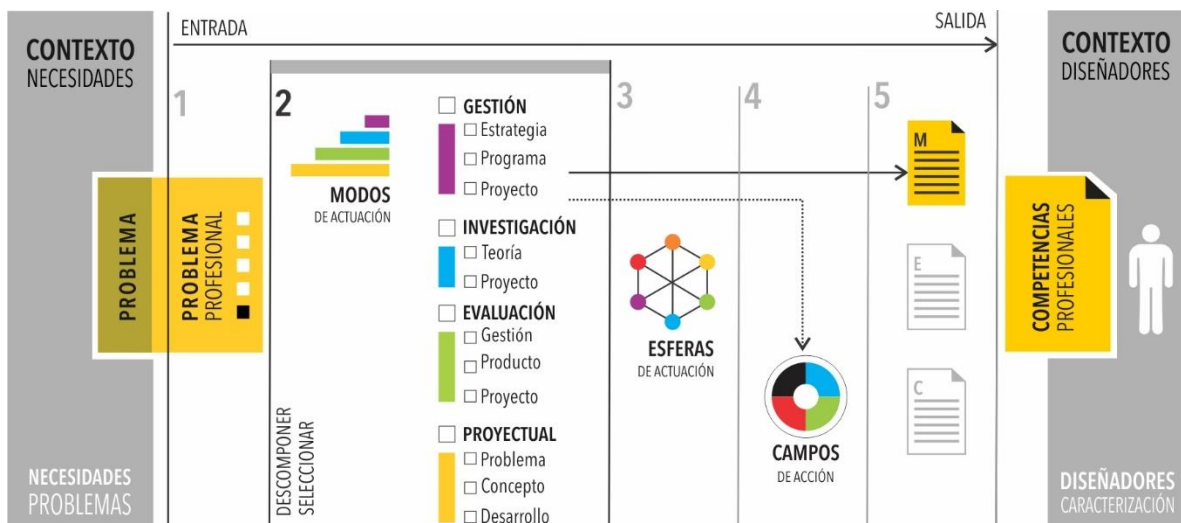 CONTEXTO
NECESIDADES
NECESIDADES
PROBLEMAS
ENTRADA
SALIDA
1
PROBLEMA
PROBLEMA
PROFESIONAL
2
MODOS
DE ACTUACIÓN
DESCOMPONER
SELECCIONAR
GESTIÓN
Estrategia
Programa
Proyecto
INVESTIGACIÓN
Teoría
Proyecto
EVALUACIÓN
Gestión
Producto
Proyecto
PROYECTUAL
Problema
Concepto
Desarrollo
3
ESFERAS
DE ACTUACIÓN
4
CAMPOS
DE ACCIÓN
5
M
E
C
COMPETENCIAS
PROFESIONALES
CONTEXTO
DISEÑADORES
DISEÑADORES
CARACTERIZACIÓN